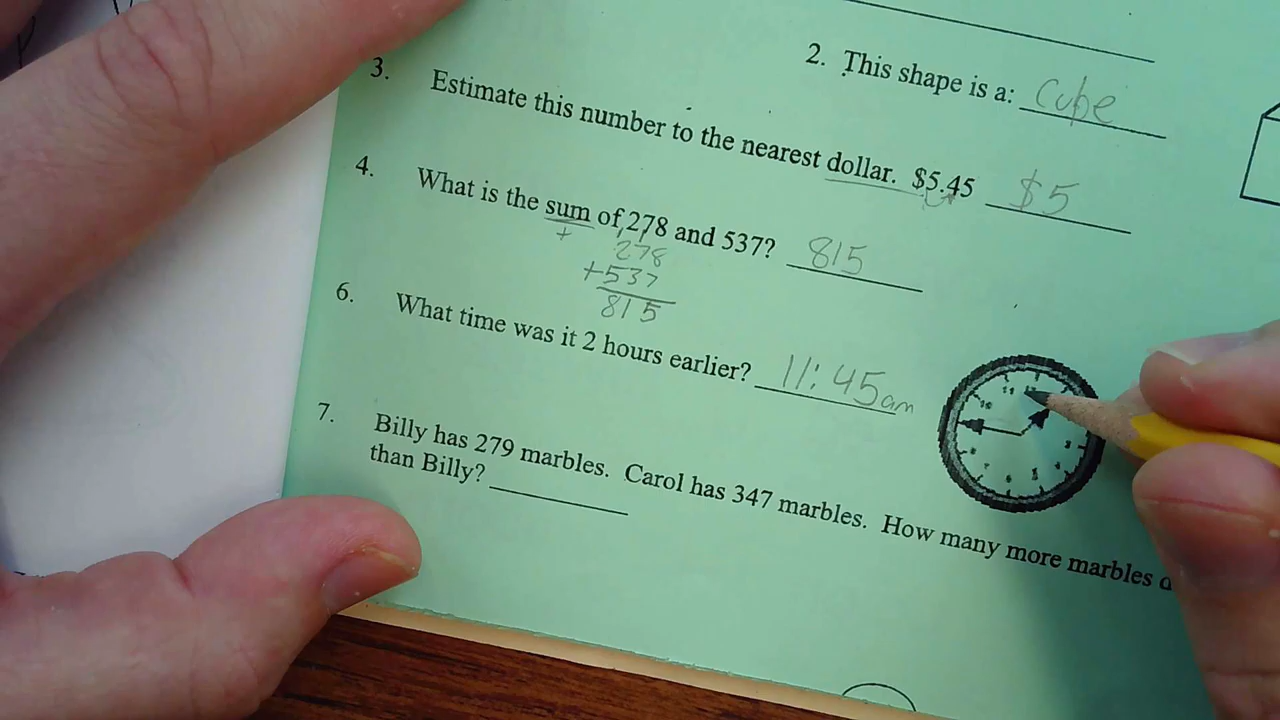 2. This shape is a: Cube
3. Estimate this number to the nearest dollar. $5.45 $5
4. What is the sum of 278 and 537? 815
+
278
+537
815
6. What time was it 2 hours earlier? 11:45am
7. Billy has 279 marbles. Carol has 347 marbles. How many more marbles
than Billy?